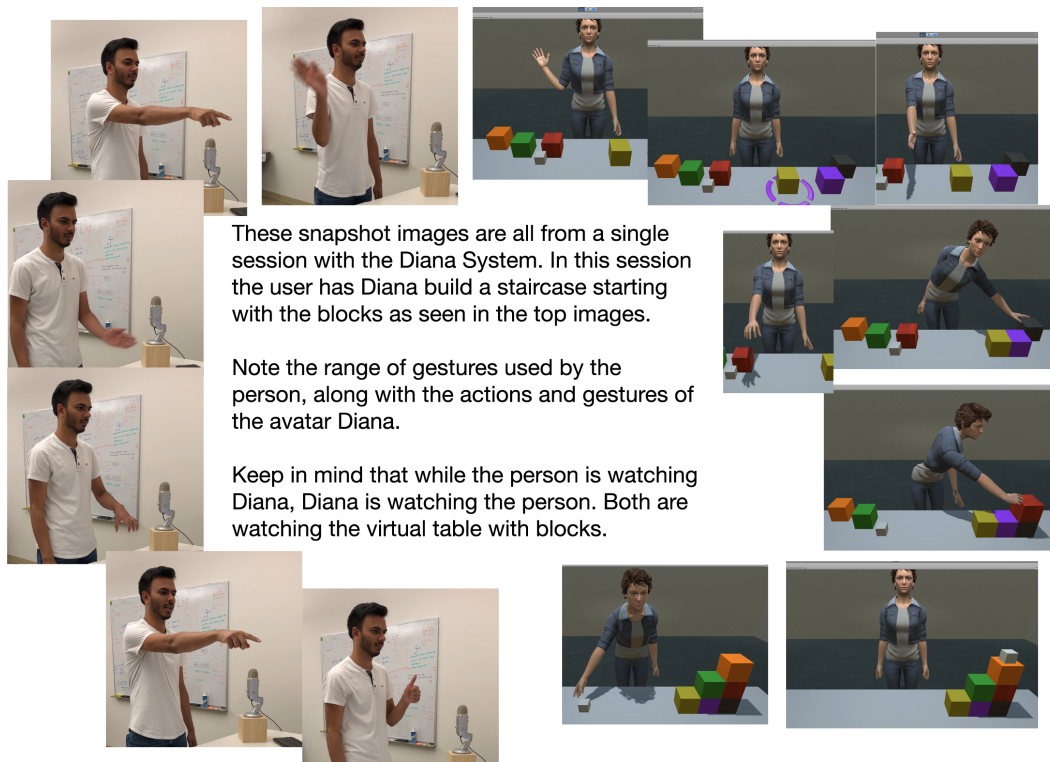 These snapshot images are all from a single
session with the Diana System. In this session
the user has Diana build a staircase starting
with the blocks as seen in the top images.
Note the range of gestures used by the
person, along with the actions and gestures of
the avatar Diana.
Keep in mind that while the person is watching
Diana, Diana is watching the person. Both are
watching the virtual table with blocks.